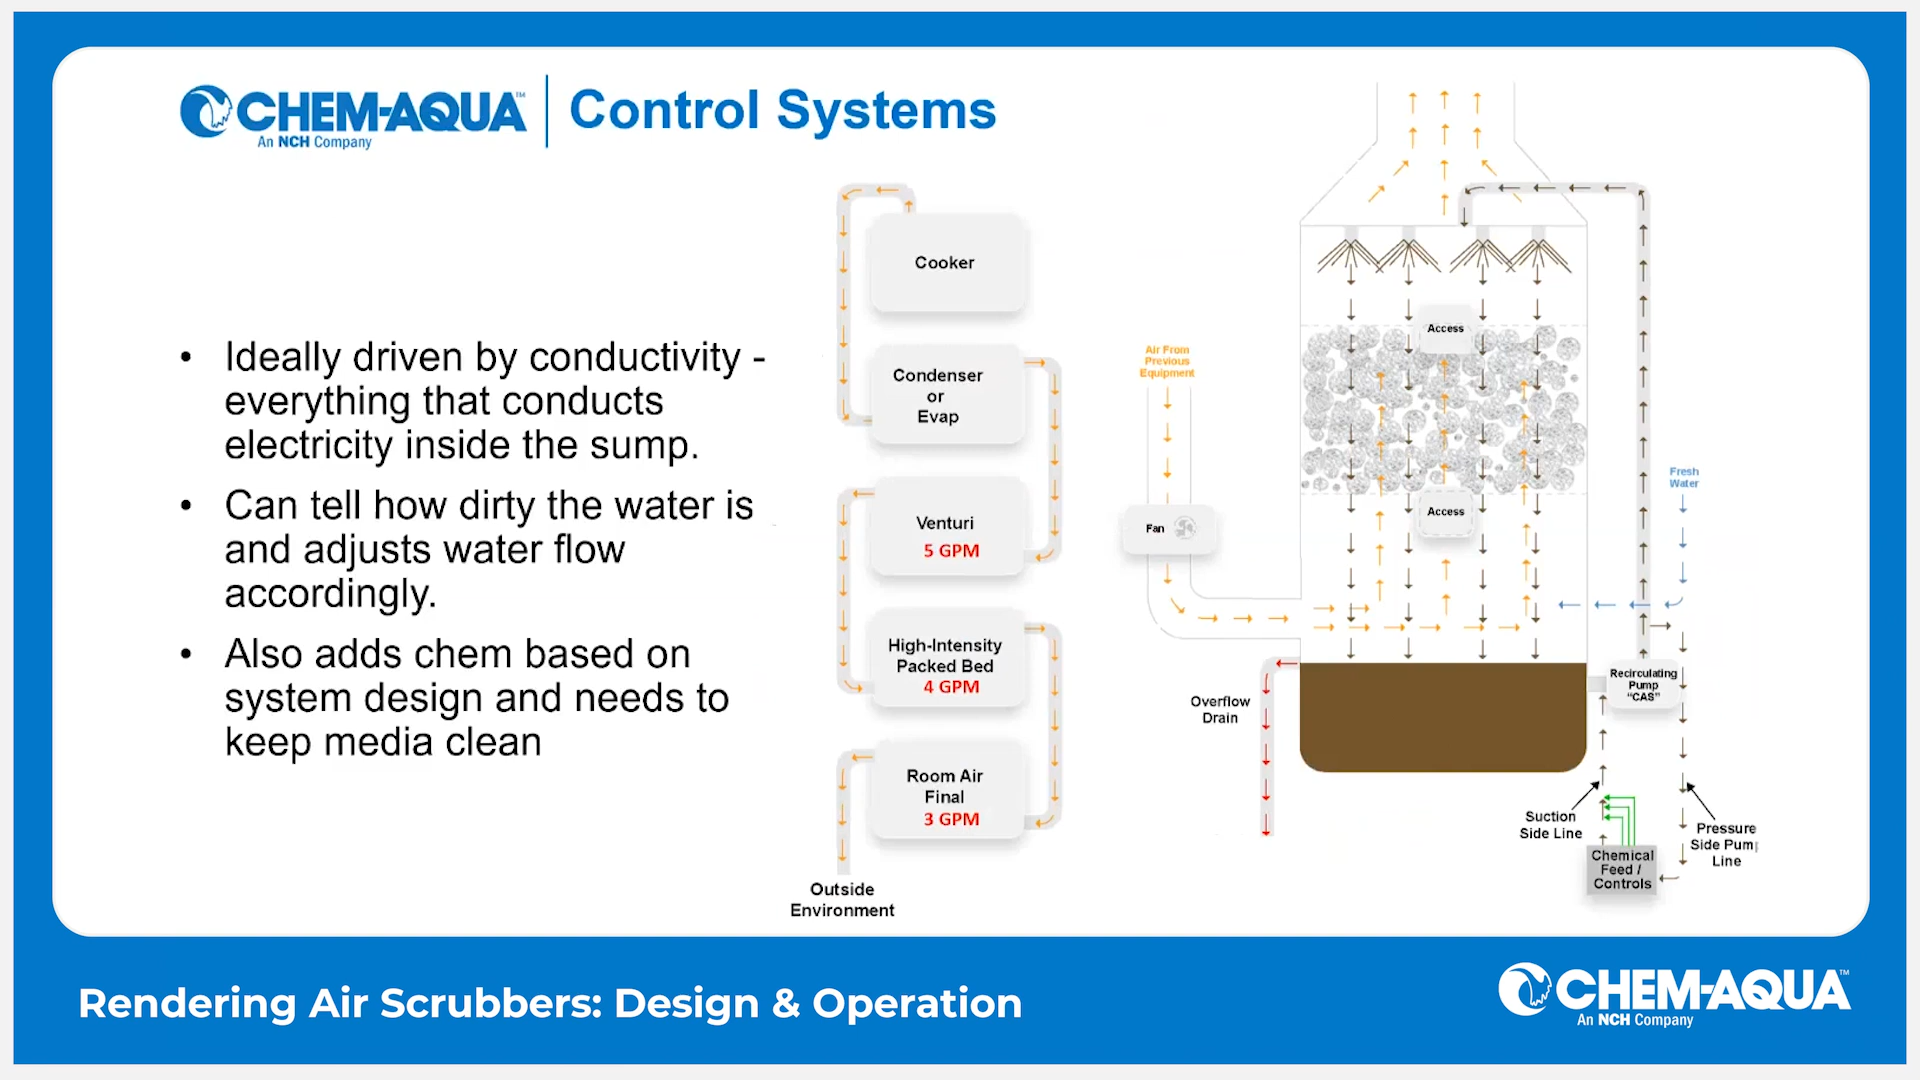 CHEM-AQUA™
An NCH Company
Control Systems
• Ideally driven by conductivity -
everything that conducts
electricity inside the sump.
• Can tell how dirty the water is
and adjusts water flow
accordingly.
• Also adds chem based on
system design and needs to
keep media clean
Cooker
Condenser
or
Evap
Venturi
5 GPM
High-Intensity
Packed Bed
4 GPM
Room Air
Final
3 GPM
Outside
Environment
Air From
Previous
Equipment
Fan
Access
Access
Fresh
Water
Overflow
Drain
Recirculating
Pump
“CAS”
Suction
Side Line
Chemical
Feed /
Controls
Pressure
Side Pump
Line
Rendering Air Scrubbers: Design & Operation
CHEM-AQUA™
An NCH Company